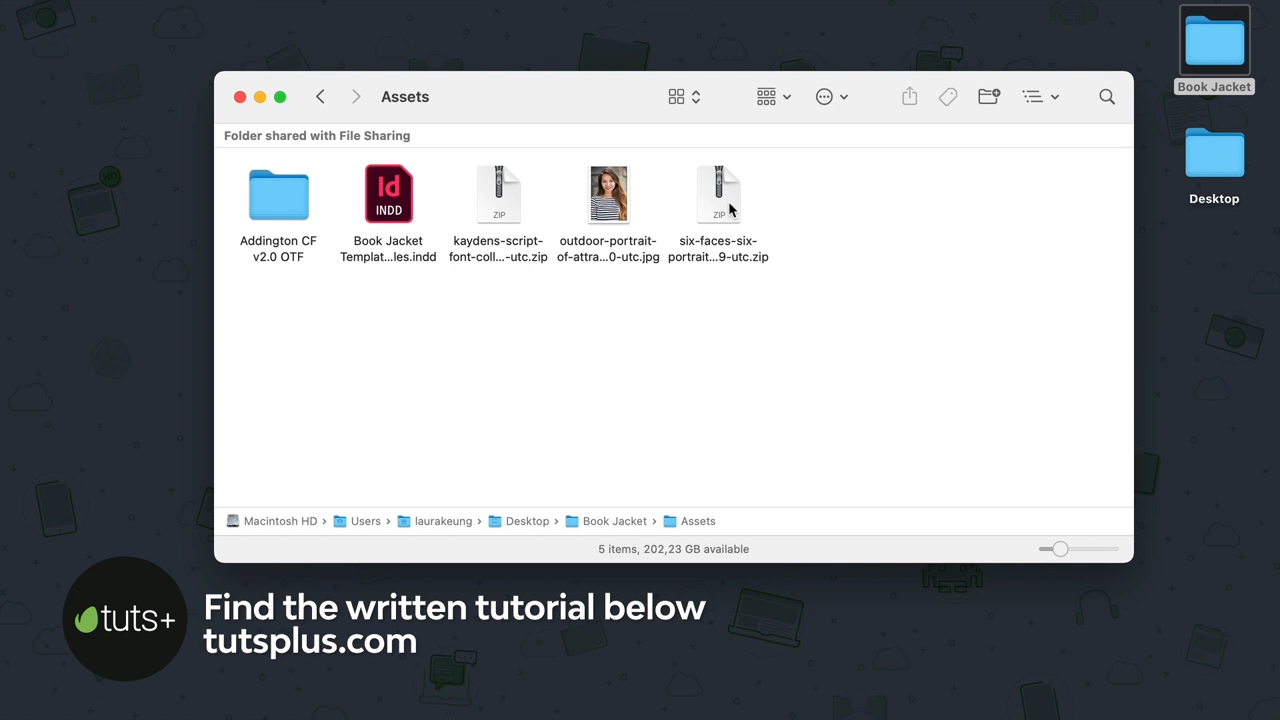 Book Jacket
Assets
Folder shared with File Sharing
Desktop
Id
INDD
ZIP
ZIP
Addington CF
v2.0 OTF
Book Jacket
Templat...les.indd
kaydens-script-
font-coll...-utc.zip
outdoor-portrait-
of-attra...0-utc.jpg
six-faces-six-
portrait...9-utc.zip
Macintosh HD › Users › laurakeung › Desktop › Book Jacket › Assets
5 items, 202,23 GB available
tuts+
Find the written tutorial below
tutsplus.com